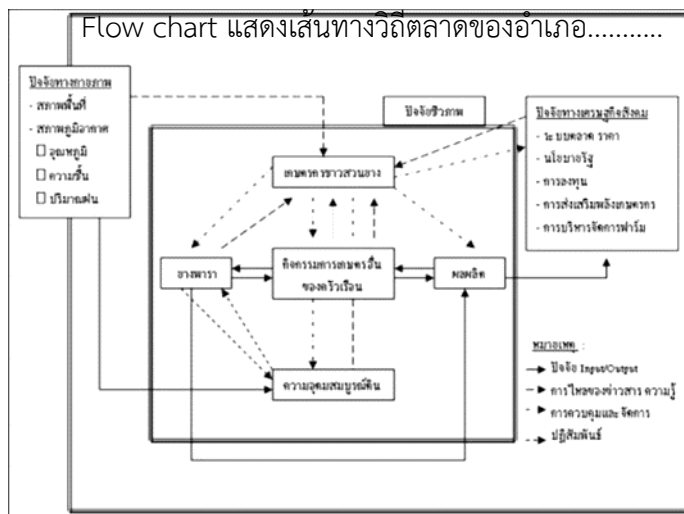 Flow chart แสดงเส้นทางวิถีตลาดของอำเภอ...........
ปัจจัยทางกายภาพ
- สภาพพื้นที่
- สภาพภูมิอากาศ
□ อุณหภูมิ
□ ความชื้น
□ ปริมาณฝน
ปัจจัยชีวภาพ
ปัจจัยทางเศรษฐกิจสังคม
- ระบบตลาด ราคา
- นโยบายรัฐ
- การลงทุน
- การส่งเสริมพลังเกษตรกร
- การบริหารจัดการฟาร์ม
เกษตรกรชาวสวนยาง
ยางพารา
กิจกรรมการเกษตรอื่น
ของครัวเรือน
ผลผลิต
ความอุดมสมบูรณ์ดิน
หมายเหตุ :
ปัจจัย Input/Output
การไหลของข่าวสาร ความรู้
การควบคุมและ จัดการ
ปฏิสัมพันธ์